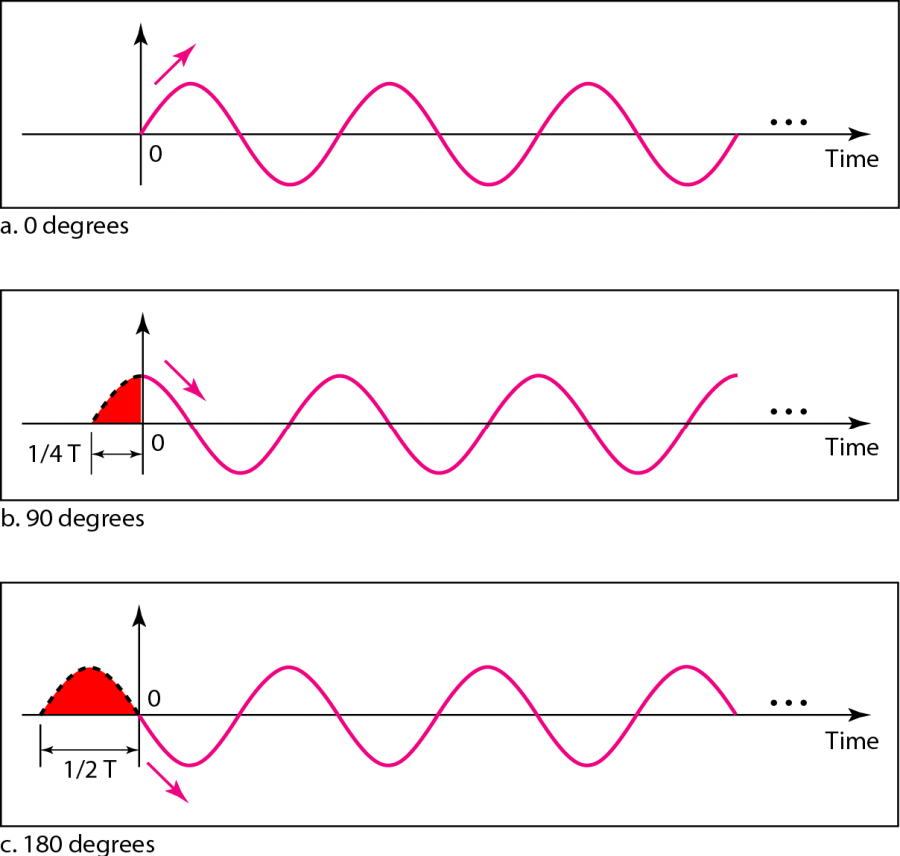 0
Time
a. 0 degrees
1/4 T
0
Time
b. 90 degrees
0
Time
1/2 T
c. 180 degrees